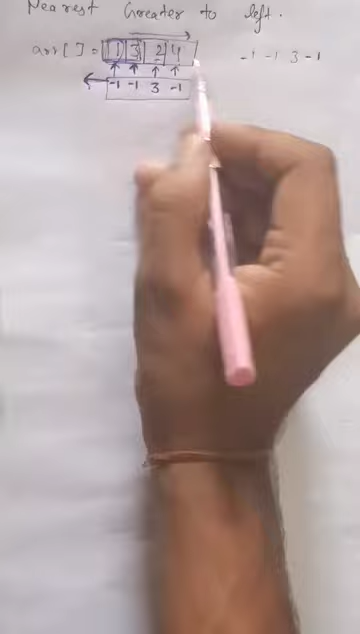 Nearest Greater to left.
arr[] = 1 3 2 4 -1 -1 3 -1
-1 -1 3 -1